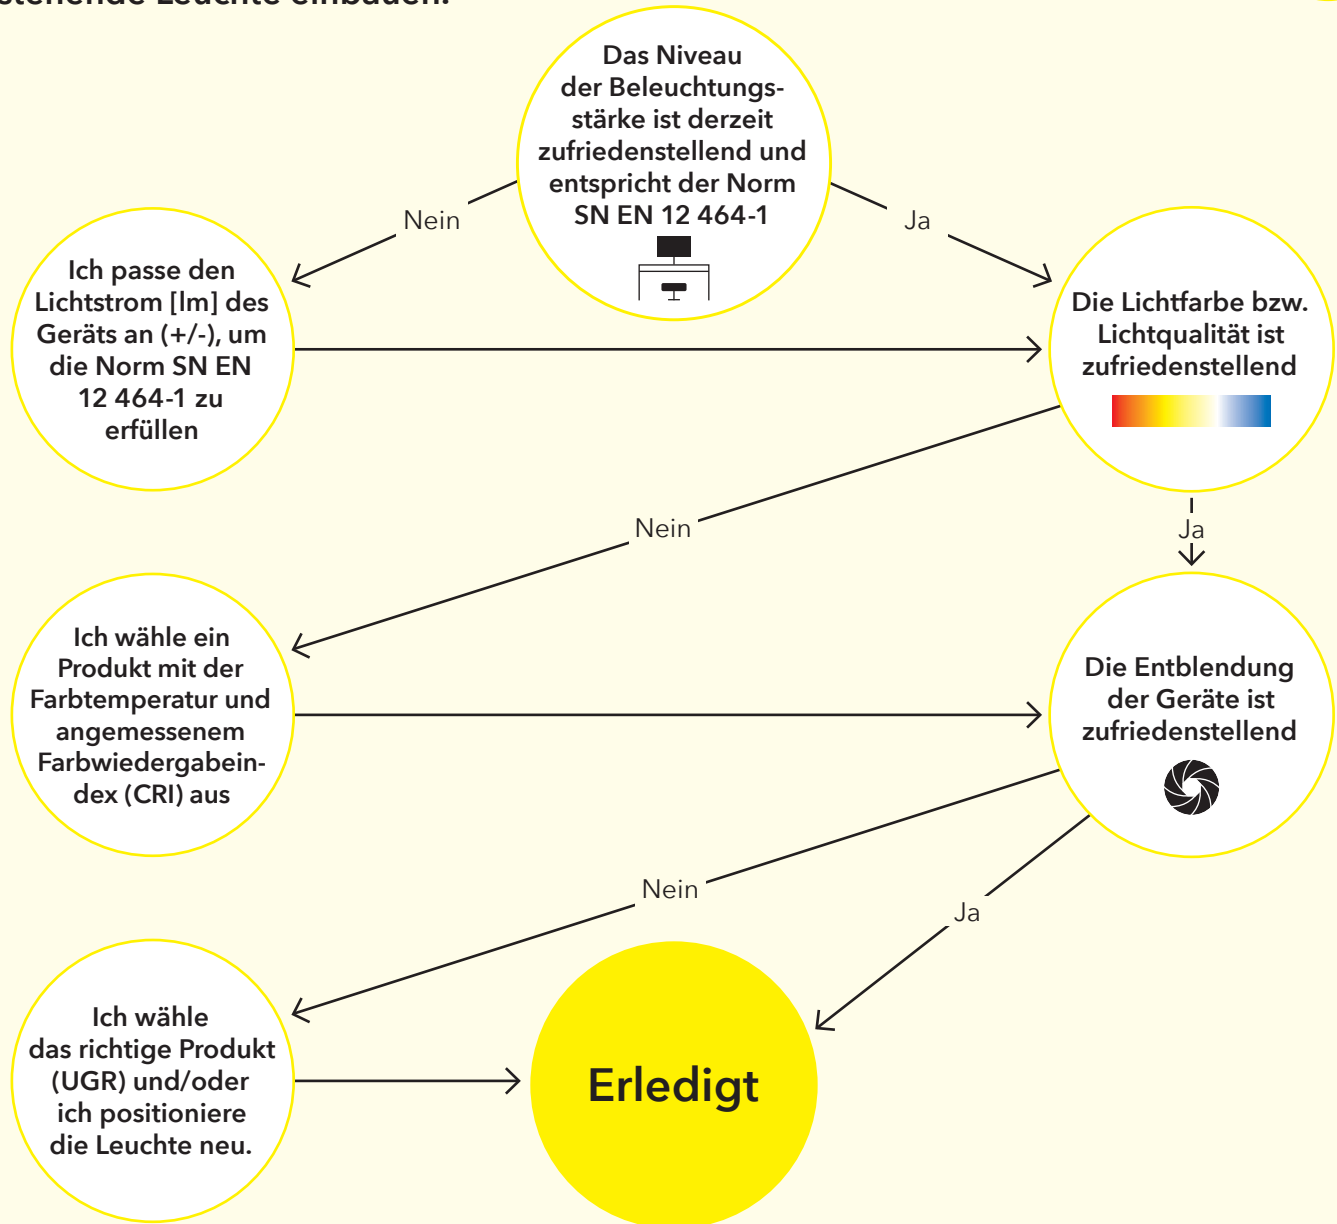 stehende Leuchte einbauen.
Das Niveau
der Beleuchtungs-
stärke ist derzeit
zufriedenstellend und
entspricht der Norm
SN EN 12 464-1
Nein
Ja
Ich passe den
Lichtstrom [lm] des
Geräts an (+/-), um
die Norm SN EN
12 464-1 zu
erfüllen
Die Lichtfarbe bzw.
Lichtqualität ist
zufriedenstellend
Nein
Ja
Ich wähle ein
Produkt mit der
Farbtemperatur und
angemessenem
Farbwiedergabein-
dex (CRI) aus
Die Entblendung
der Geräte ist
zufriedenstellend
Nein
Ja
Ich wähle
das richtige Produkt
(UGR) und/oder
ich positioniere
die Leuchte neu.
Erledigt